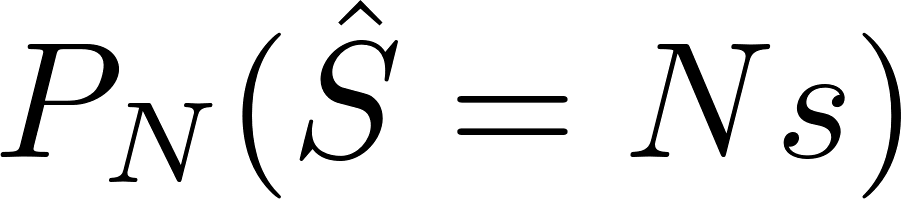 $P_N(\hat{S} = Ns)$